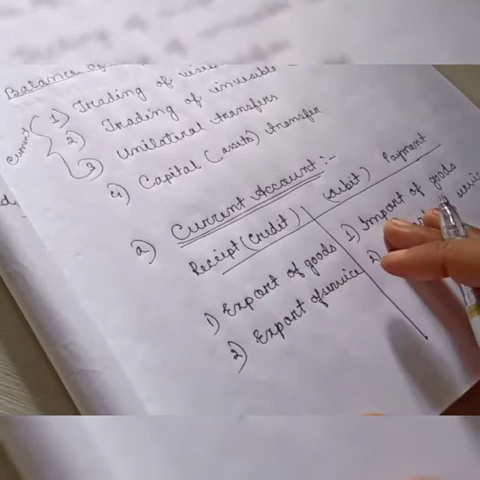 Balance of
Current
1) Trading of visib
2) Trading of invisible
3) Unilateral transfers
4) Capital (assets) transfer
a) Current Account :-
Receipt (Credit) (Debit) Payment
1) Export of goods 1) Import of goods
2) Export of service 2)